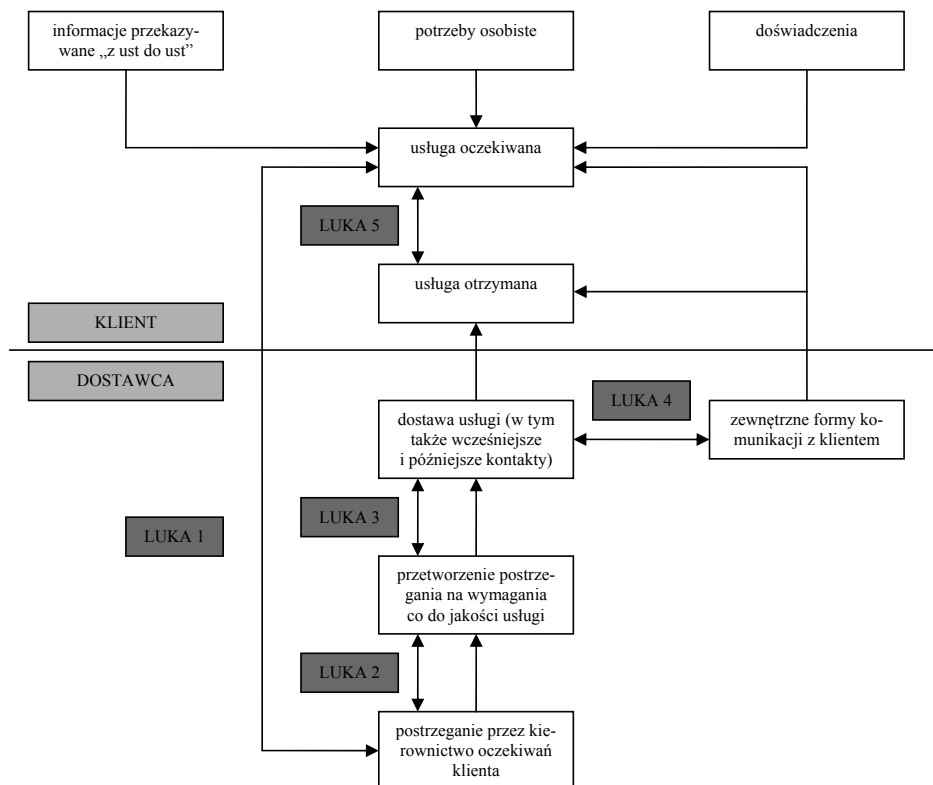 informacje przekazy-
wane „z ust do ust”
potrzeby osobiste
doświadczenia
usługa oczekiwana
LUKA 5
usługa otrzymana
KLIENT
DOSTAWCA
LUKA 4
dostawa usługi (w tym
także wcześniejsze
i późniejsze kontakty)
zewnętrzne formy ko-
munikacji z klientem
LUKA 3
LUKA 1
przetworzenie postrze-
gania na wymagania
co do jakości usługi
LUKA 2
postrzeganie przez kie-
rownictwo oczekiwań
klienta